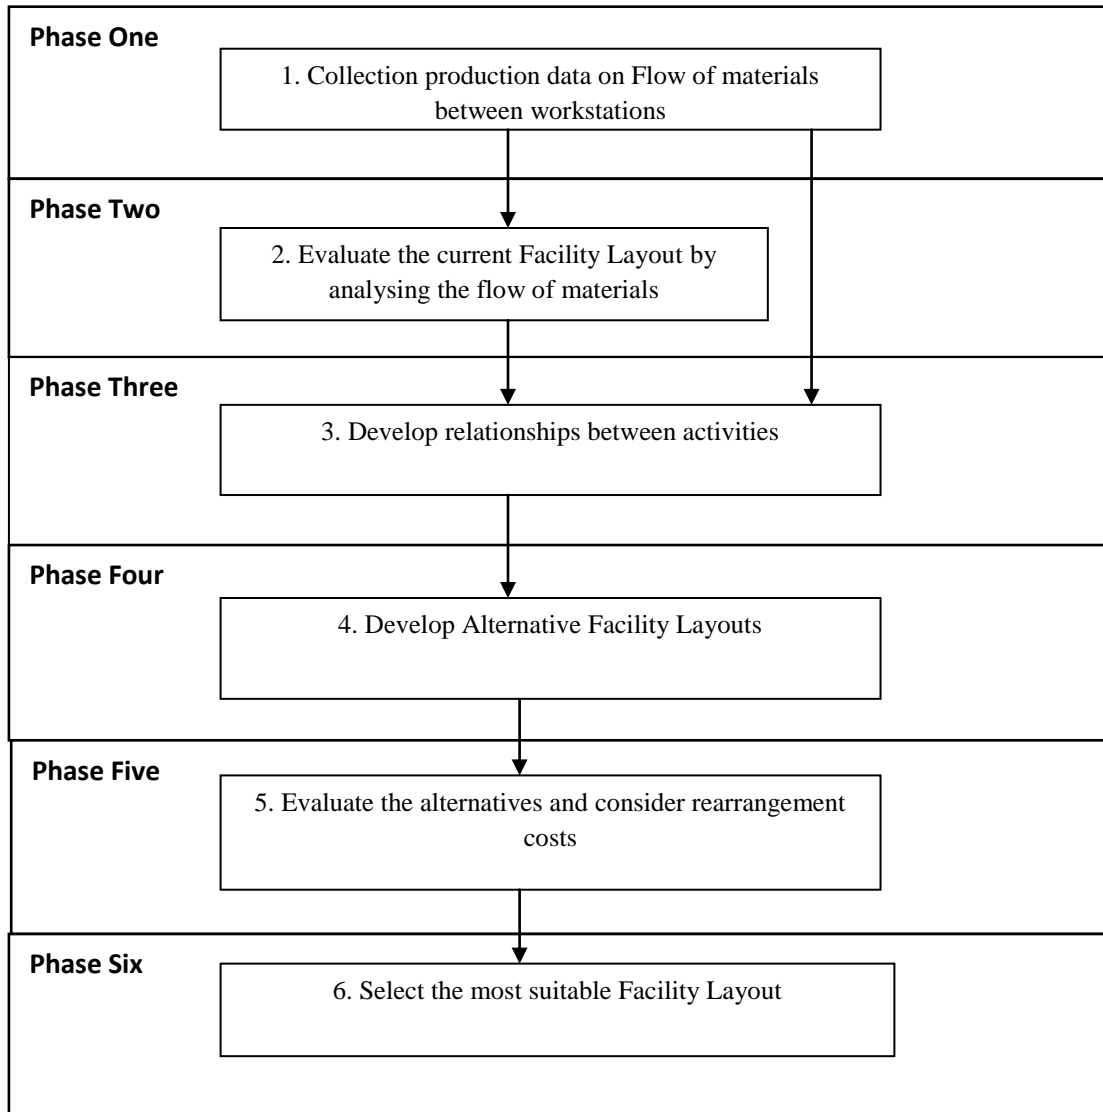 Phase One
1. Collection production data on Flow of materials
between workstations
Phase Two
2. Evaluate the current Facility Layout by
analysing the flow of materials
Phase Three
3. Develop relationships between activities
Phase Four
4. Develop Alternative Facility Layouts
Phase Five
5. Evaluate the alternatives and consider rearrangement
costs
Phase Six
6. Select the most suitable Facility Layout